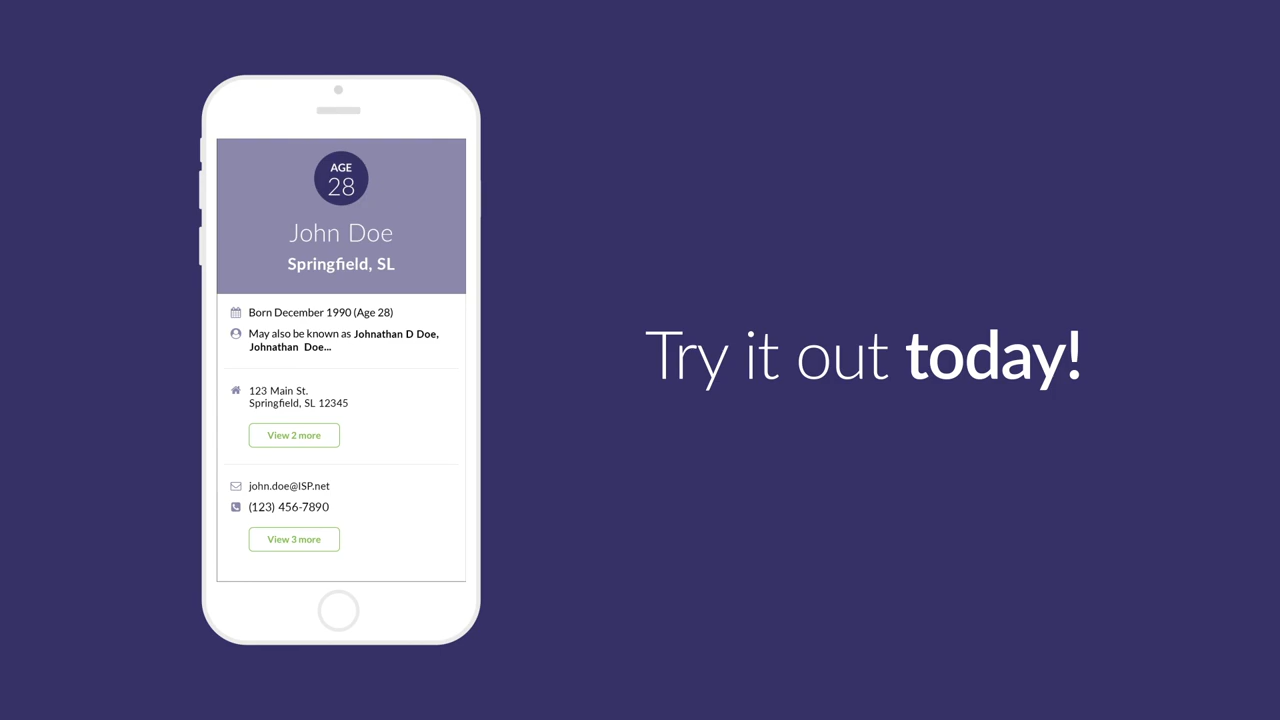 AGE
28
John Doe
Springfield, SL
Born December 1990 (Age 28)
May also be known as Johnathan D Doe,
Johnathan Doe...
123 Main St.
Springfield, SL 12345
View 2 more
john.doe@ISP.net
(123) 456-7890
View 3 more
Try it out today!